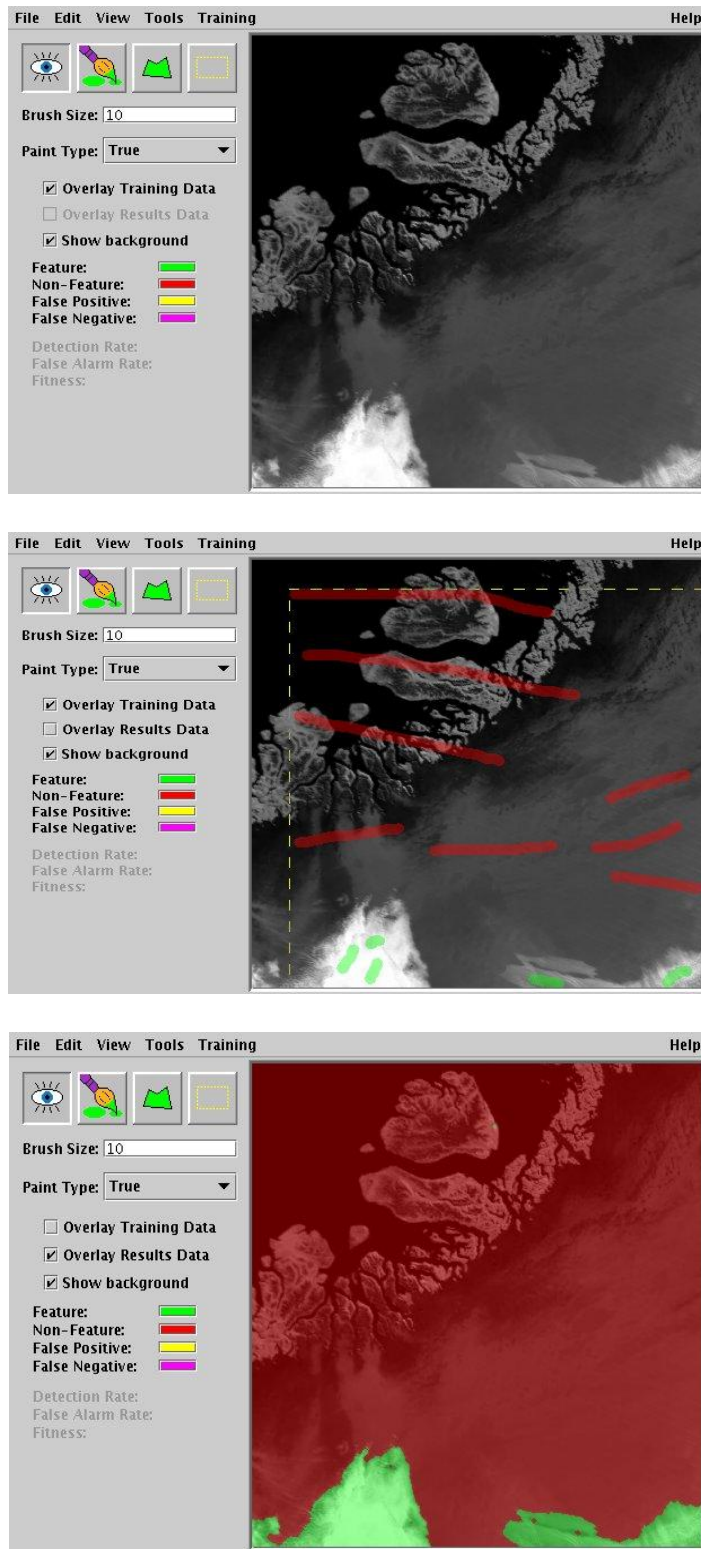 File Edit View Tools Training Help
Brush Size: 10
Paint Type: True
Overlay Training Data
Overlay Results Data
Show background
Feature:
Non-Feature:
False Positive:
False Negative:
Detection Rate:
False Alarm Rate:
Fitness:
File Edit View Tools Training Help
Brush Size: 10
Paint Type: True
Overlay Training Data
Overlay Results Data
Show background
Feature:
Non-Feature:
False Positive:
False Negative:
Detection Rate:
False Alarm Rate:
Fitness:
File Edit View Tools Training Help
Brush Size: 10
Paint Type: True
Overlay Training Data
Overlay Results Data
Show background
Feature:
Non-Feature:
False Positive:
False Negative:
Detection Rate:
False Alarm Rate:
Fitness: